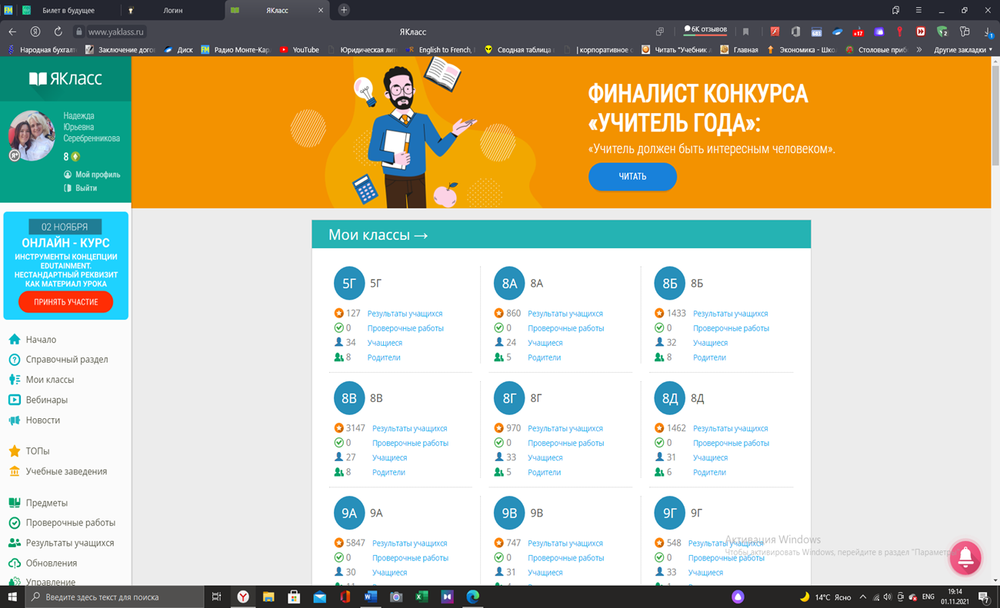 Билет в будущее
Логин
ЯКласс
www.yaklass.ru
ЯКласс
6К отзывов
683
+17
2
1
Народная бухгалт
Заключение догог
Диск
Радио Монте-Кар
YouTube
Юридическая лит
English to French,
Сводная таблица
| корпоративное с
Читать "Учебник
Главная
Экономика - Шко
Столовые приб
Другие закладки
ЯКласс
Надежда
Юрьевна
Серебренникова
Я+
8
Мой профиль
Выйти
02 НОЯБРЯ
ОНЛАЙН - КУРС
ИНСТРУМЕНТЫ КОНЦЕПЦИИ
EDUTAINMENT.
НЕСТАНДАРТНЫЙ РЕКВИЗИТ
КАК МАТЕРИАЛ УРОКА
ПРИНЯТЬ УЧАСТИЕ
Начало
Справочный раздел
Мои классы
Вебинары
Новости
ТОПы
Учебные заведения
Предметы
Проверочные работы
Результаты учащихся
Обновления
Управление
ФИНАЛИСТ КОНКУРСА
«УЧИТЕЛЬ ГОДА»:
«Учитель должен быть интересным человеком».
ЧИТАТЬ
Мои классы →
5Г 5Г
127 Результаты учащихся
0 Проверочные работы
34 Учащиеся
8 Родители
8А 8А
860 Результаты учащихся
0 Проверочные работы
24 Учащиеся
5 Родители
8Б 8Б
1433 Результаты учащихся
0 Проверочные работы
32 Учащиеся
8 Родители
8В 8В
3147 Результаты учащихся
0 Проверочные работы
27 Учащиеся
8 Родители
8Г 8Г
970 Результаты учащихся
0 Проверочные работы
33 Учащиеся
5 Родители
8Д 8Д
1462 Результаты учащихся
0 Проверочные работы
31 Учащиеся
6 Родители
9А 9А
5847 Результаты учащихся
0 Проверочные работы
30 Учащиеся
9В 9В
747 Результаты учащихся
0 Проверочные работы
31 Учащиеся
9Г 9Г
548 Результаты учащихся
0 Проверочные работы
33 Учащиеся
Активация Windows
Чтобы активировать Windows, перейдите в раздел "Параметры
Введите здесь текст для поиска
14°C Ясно
ENG
19:14
01.11.2021
7